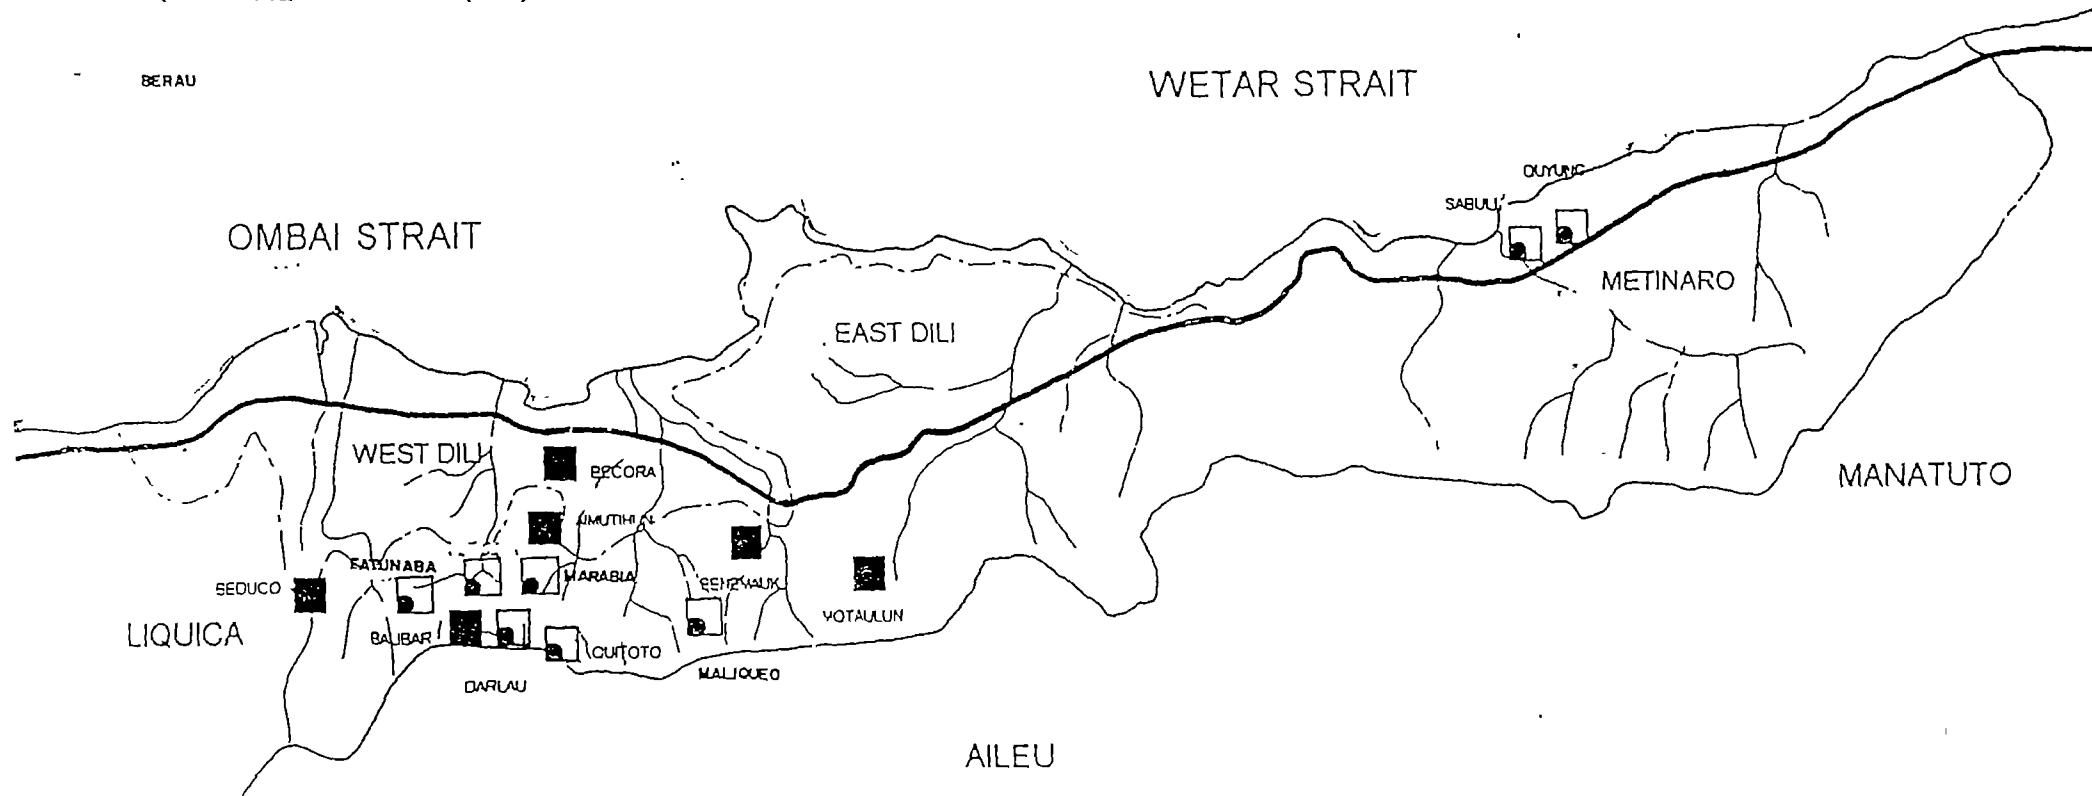 BERAU
WETAR STRAIT
OMBAI STRAIT
SABULI
METINARO
EAST DILI
WEST DILI
BECORA
MANATUTO
FATUNABA
MARABIA
SEDUCO
LIQUICA
BALIBAR
CUITOTO
YOTAULUN
MALIQUEO
DARLAU
AILEU